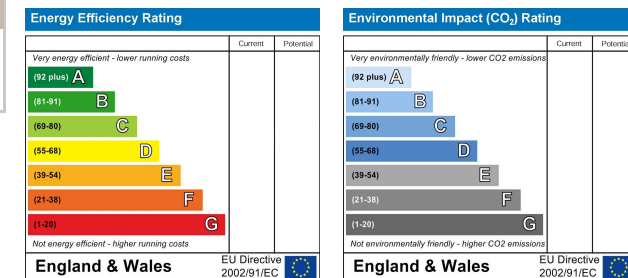 Energy Efficiency Rating
Current Potential
Very energy efficient - lower running costs
(92 plus) A
(81-91) B
(69-80) C
(55-68) D
(39-54) E
(21-38) F
(1-20) G
Not energy efficient - higher running costs
England & Wales
EU Directive
2002/91/EC
Environmental Impact (CO₂) Rating
Current Potentia
Very environmentally friendly - lower CO2 emissions
(92 plus) A
(81-91) B
(69-80) C
(55-68) D
(39-54) E
(21-38) F
(1-20) G
Not environmentally friendly - higher CO2 emissions
England & Wales
EU Directive
2002/91/EC